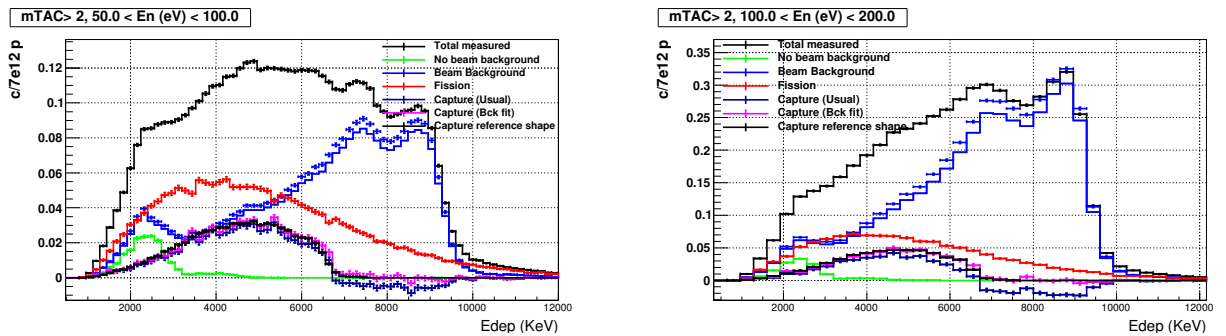 mTAC> 2, 50.0 < En (eV) < 100.0
c/7e12 p
0.12
0.1
0.08
0.06
0.04
0.02
0
Total measured
No beam background
Beam Background
Fission
Capture (Usual)
Capture (Bck fit)
Capture reference shape
2000 4000 6000 8000 10000 12000
Edep (KeV)
mTAC> 2, 100.0 < En (eV) < 200.0
c/7e12 p
0.35
0.3
0.25
0.2
0.15
0.1
0.05
0
Total measured
No beam background
Beam Background
Fission
Capture (Usual)
Capture (Bck fit)
Capture reference shape
2000 4000 6000 8000 10000 12000
Edep (KeV)